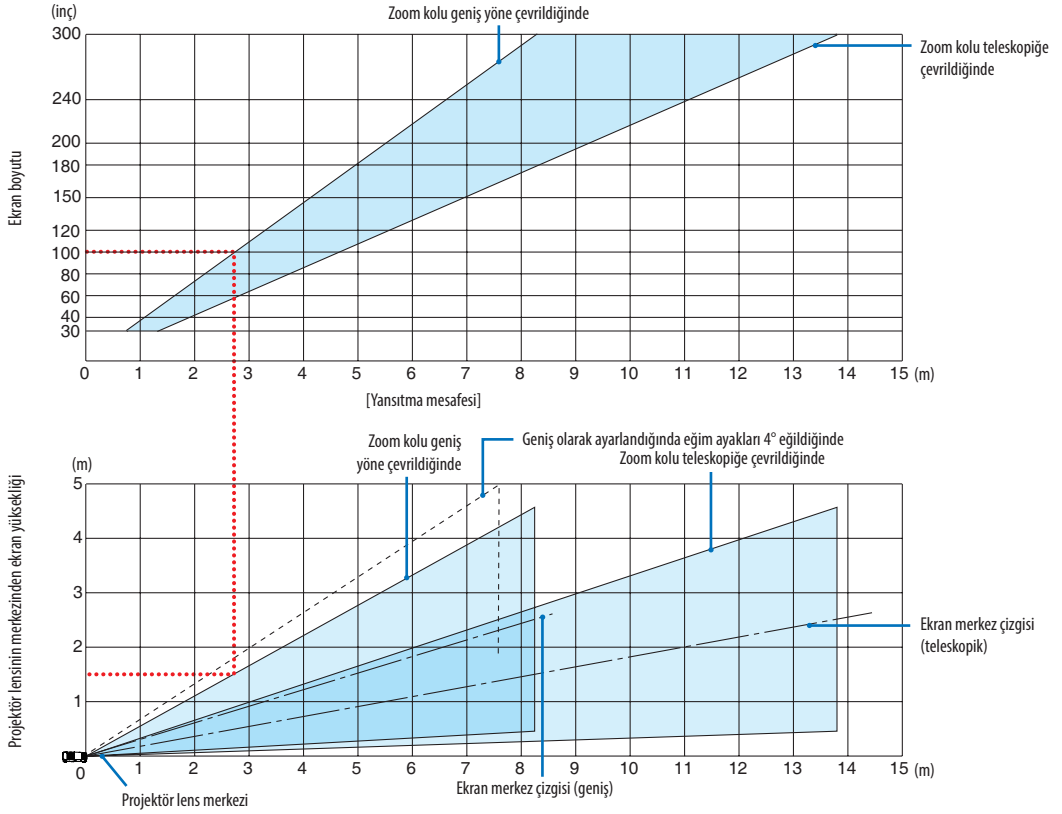 (inç)
Zoom kolu geniş yöne çevrildiğinde
300
240
200
180
150
120
100
80
60
40
30
Ekran boyutu
Zoom kolu teleskopiğe
çevrildiğinde
0 1 2 3 4 5 6 7 8 9 10 11 12 13 14 15 (m)
[Yansıtma mesafesi]
Zoom kolu geniş
yöne çevrildiğinde
Geniş olarak ayarlandığında eğim ayakları 4° eğildiğinde
Zoom kolu teleskopiğe çevrildiğinde
(m)
5
4
3
2
1
Projektör lensinin merkezinden ekran yüksekliği
Ekran merkez çizgisi
(teleskopik)
0 1 2 3 4 5 6 7 8 9 10 11 12 13 14 15 (m)
Ekran merkez çizgisi (geniş)
Projektör lens merkezi